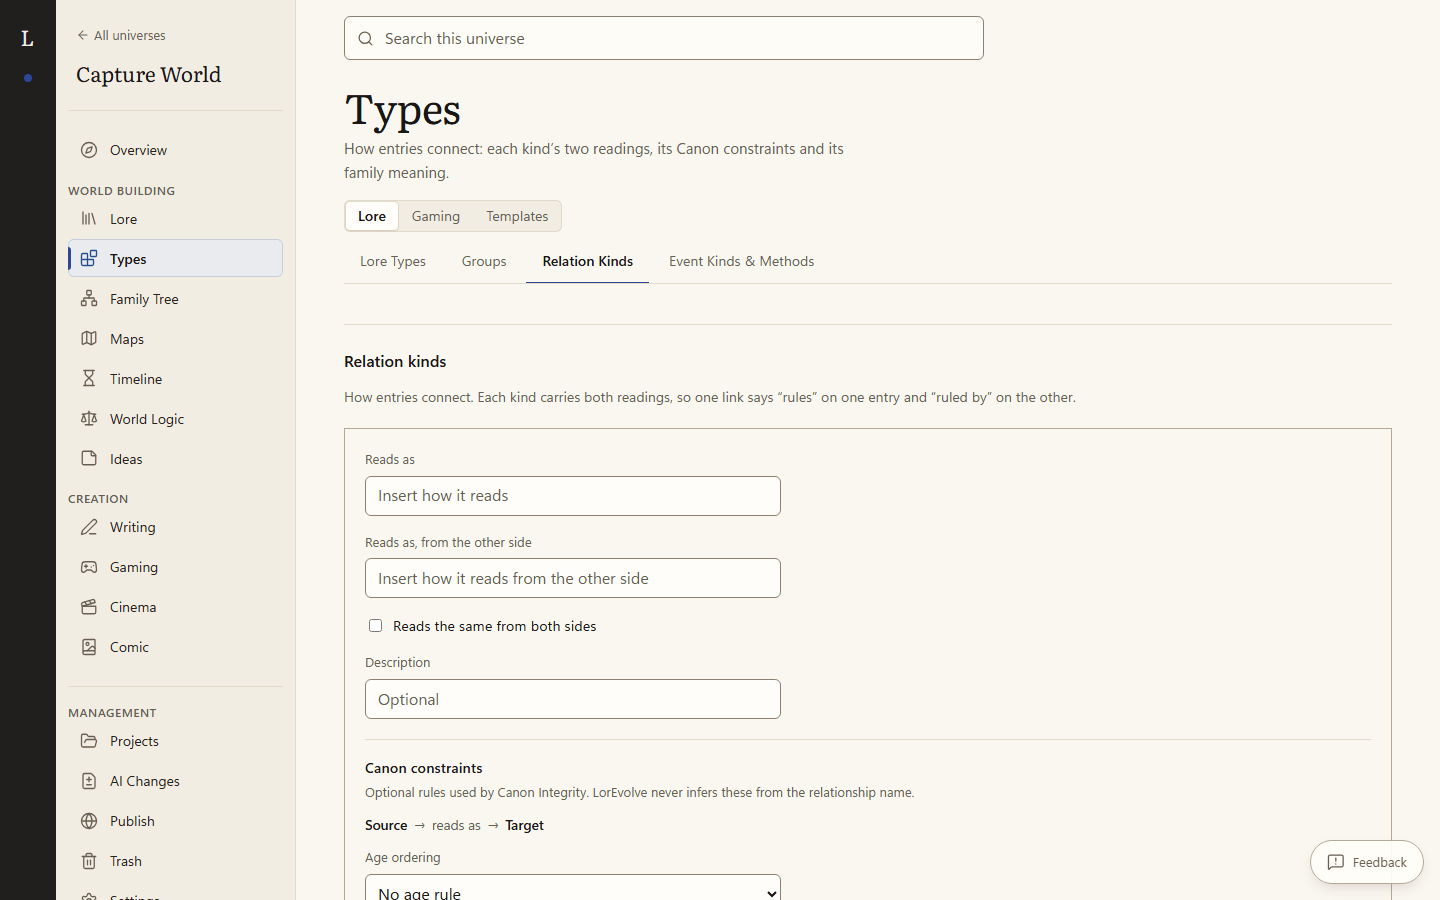 L
All universes
Capture World
Overview
WORLD BUILDING
Lore
Types
Family Tree
Maps
Timeline
World Logic
Ideas
CREATION
Writing
Gaming
Cinema
Comic
MANAGEMENT
Projects
AI Changes
Publish
Trash
Settings
Search this universe
Types
How entries connect: each kind’s two readings, its Canon constraints and its
family meaning.
Lore Gaming Templates
Lore Types Groups Relation Kinds Event Kinds & Methods
Relation kinds
How entries connect. Each kind carries both readings, so one link says “rules” on one entry and “ruled by” on the other.
Reads as
Insert how it reads
Reads as, from the other side
Insert how it reads from the other side
Reads the same from both sides
Description
Optional
Canon constraints
Optional rules used by Canon Integrity. LorEvolve never infers these from the relationship name.
Source → reads as → Target
Age ordering
No age rule
Feedback